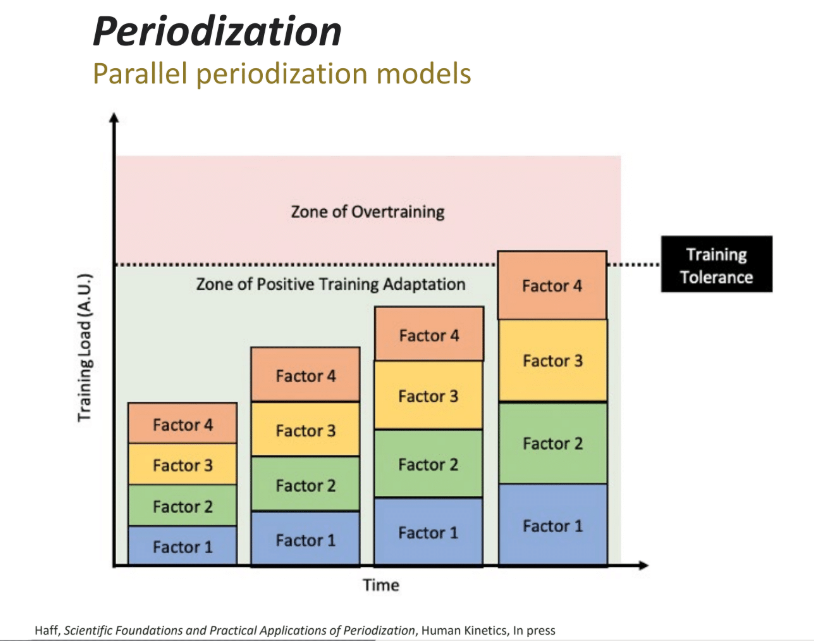 Periodization
Parallel periodization models
Zone of Overtraining
Training
Tolerance
Zone of Positive Training Adaptation
Training Load (A.U.)
Factor 4
Factor 3
Factor 2
Factor 1
Factor 4
Factor 3
Factor 2
Factor 1
Factor 4
Factor 3
Factor 2
Factor 1
Factor 4
Factor 3
Factor 2
Factor 1
Time
Haff, Scientific Foundations and Practical Applications of Periodization, Human Kinetics, In press